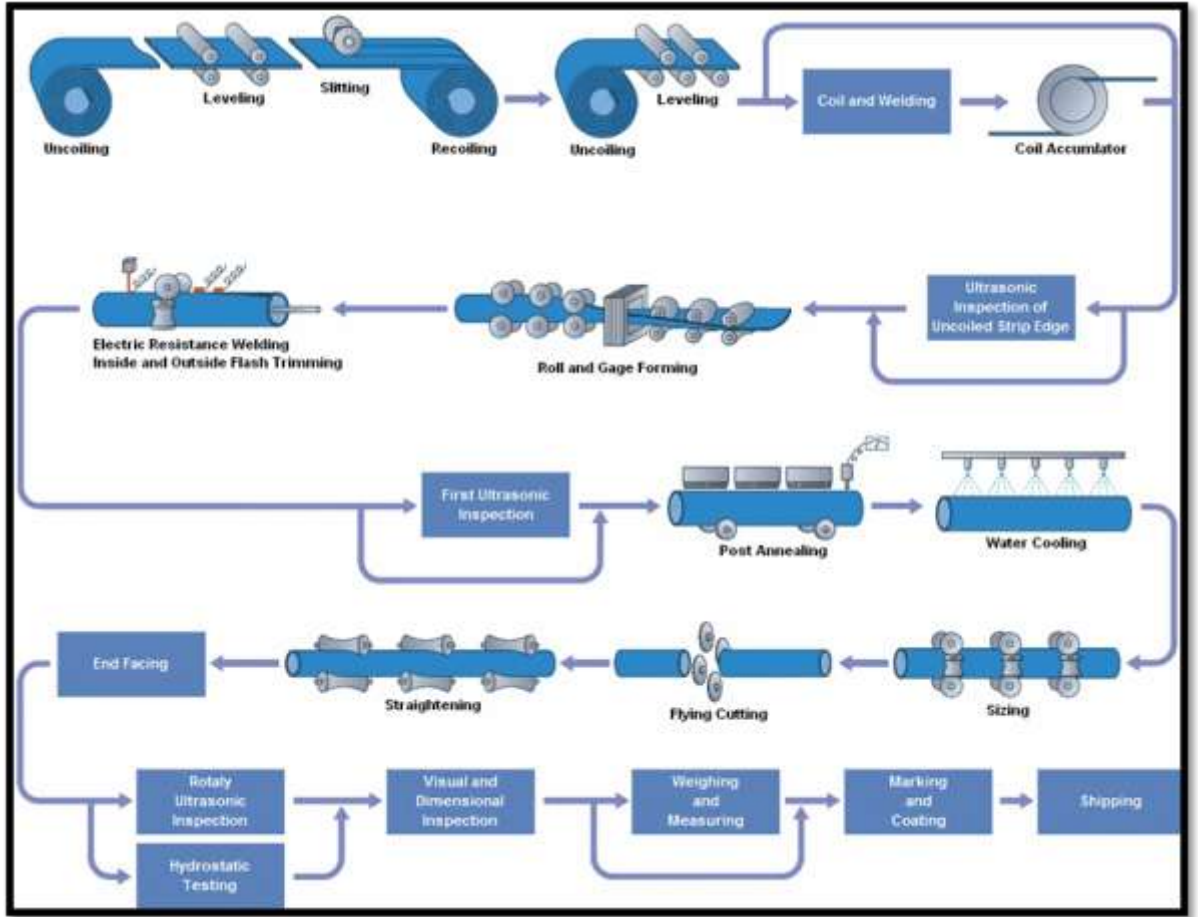 Leveling
Slitting
Uncoiling
Recoiling
Leveling
Uncoiling
Coil and Welding
Coil Accumlator
Electric Resistance Welding
Inside and Outside Flash Trimming
Roll and Gage Forming
Ultrasonic
Inspection of
Uncoiled Strip Edge
First Ultrasonic
Inspection
Post Annealing
Water Cooling
End Facing
Straightening
Flying Cutting
Sizing
Rotaly
Ultrasonic
Inspection
Visual and
Dimensional
Inspection
Weighing
and
Measuring
Marking
and
Coating
Shipping
Hydrostatic
Testing